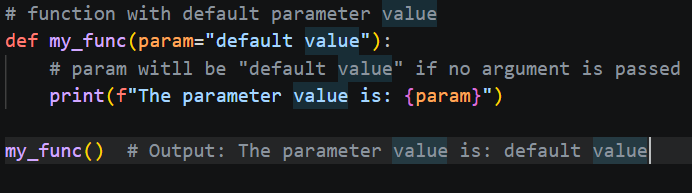 # function with default parameter value
def my_func(param="default value"):
    # param witll be "default value" if no argument is passed
    print(f"The parameter value is: {param}")
my_func()  # Output: The parameter value is: default value